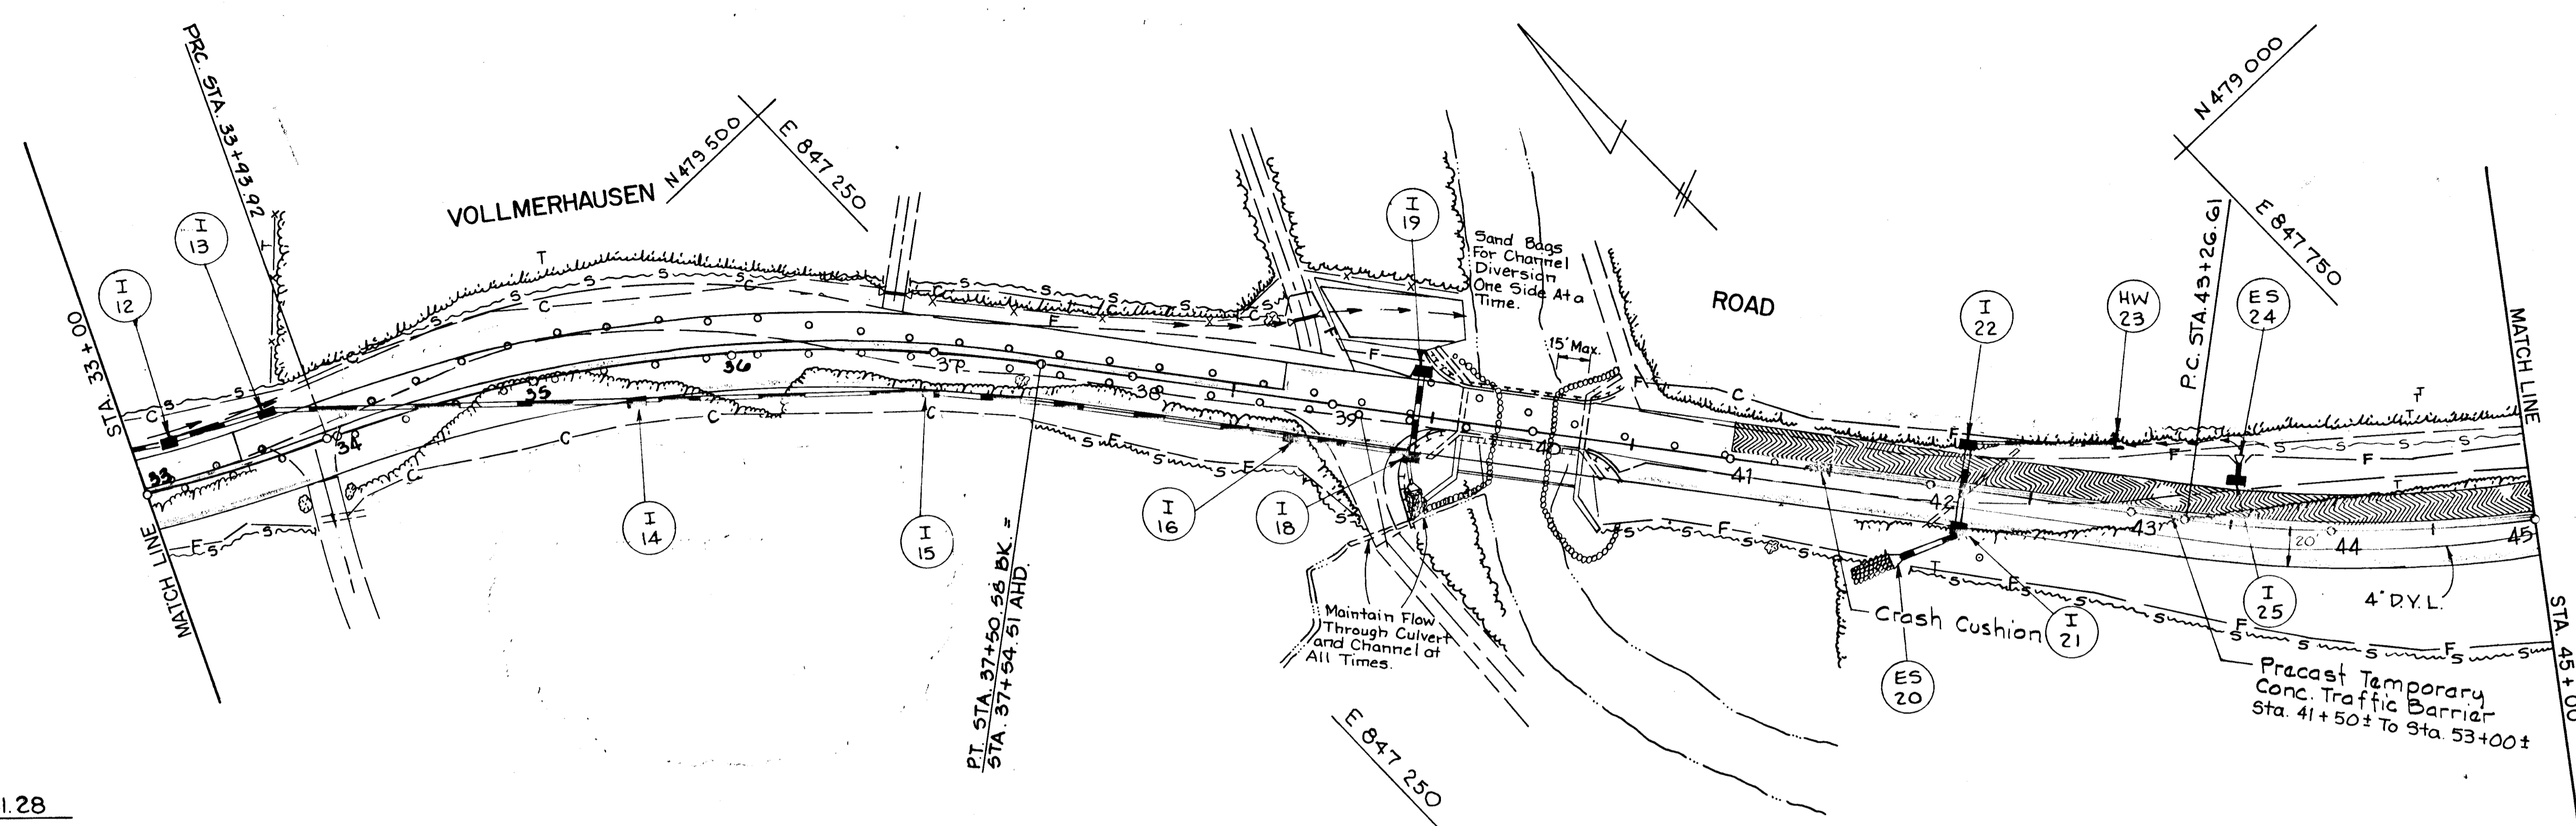 PRC. STA. 33+93.92
MATCH LINE
STA. 33+00
I
12
I
13
VOLLMERHAUSEN
N 479 500
E 847 250
I
19
Sand Bags
For Channel
Diversion
One Side At a
Time.
15' Max.
ROAD
I
22
HW
23
P.C. STA. 43+26.61
ES
24
N 479 000
E 847 750
MATCH LINE
STA. 45+00
33
34
35
36
37
38
39
40
41
42
43
44
45
20'
4" D.Y.L.
I
14
I
15
P.T. STA. 37+50.58 BK. =
STA. 37+54.51 AHD.
I
16
I
18
Maintain Flow
Through Culvert
and Channel at
All Times.
E 847 250
Crash Cushion
ES
20
I
21
I
25
Precast Temporary
Conc. Traffic Barrier
Sta. 41+50± To Sta. 53+00±
1.28
T
S
C
F